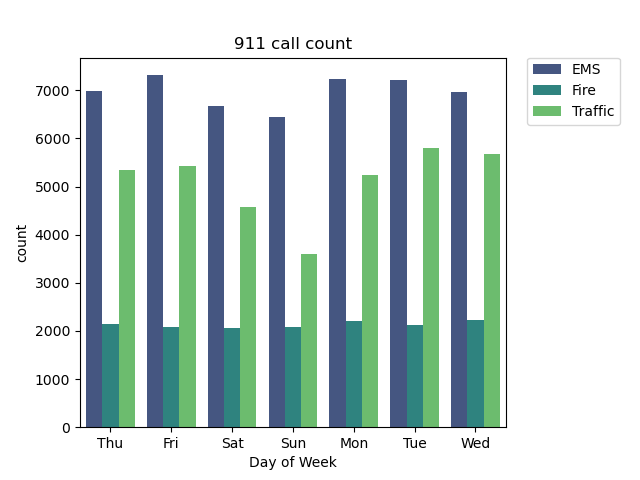 911 call count
EMS
Fire
Traffic
7000
6000
5000
4000
3000
2000
1000
0
count
Thu Fri Sat Sun Mon Tue Wed
Day of Week